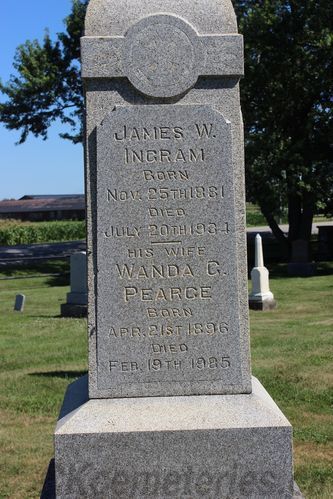 JAMES W.
INGRAM
BORN
NOV. 25TH 1881
DIED
JULY 20TH 1934
HIS WIFE
WANDA C.
PEARCE
BORN
APR. 21ST 1896
DIED
FEB. 19TH 1985
Kcemeteries